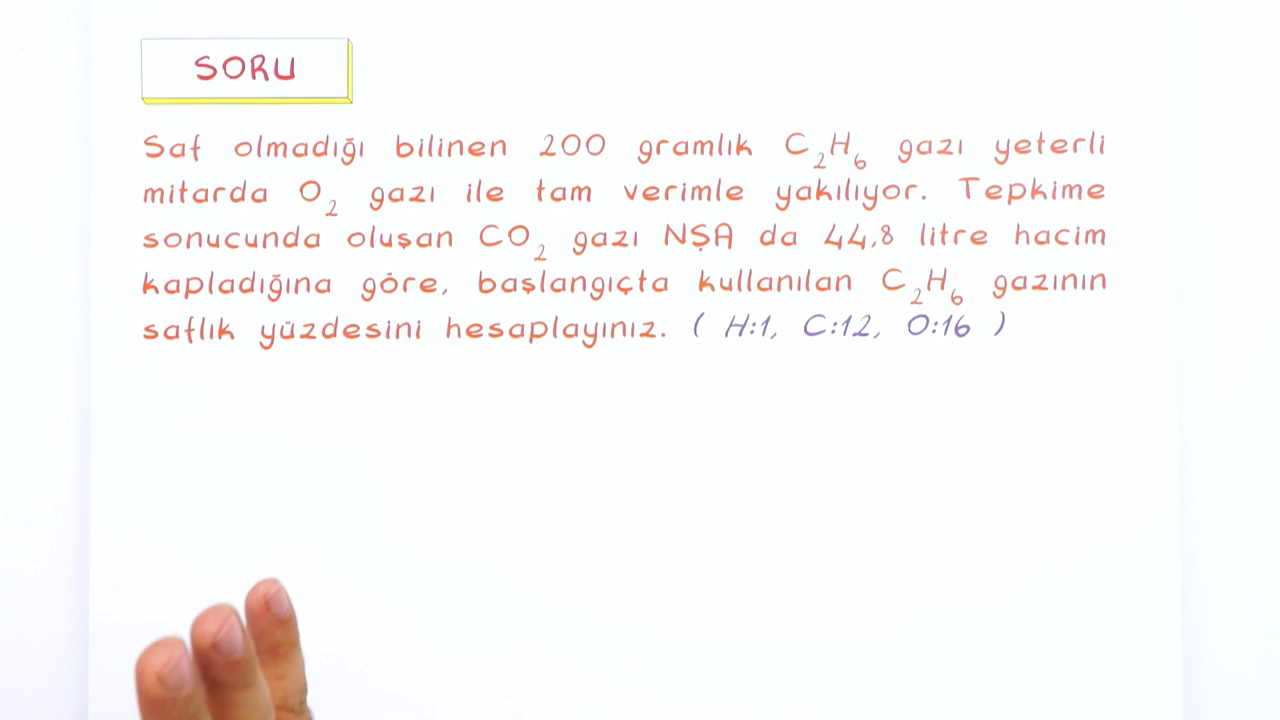 SORU
Saf olmadığı bilinen 200 gramlık C₂H₆ gazı yeterli
mitarda O₂ gazı ile tam verimle yakılıyor. Tepkime
sonucunda oluşan CO₂ gazı NŞA da 44,8 litre hacim
kapladığına göre, başlangıçta kullanılan C₂H₆ gazının
saflık yüzdesini hesaplayınız. ( H:1, C:12, O:16 )